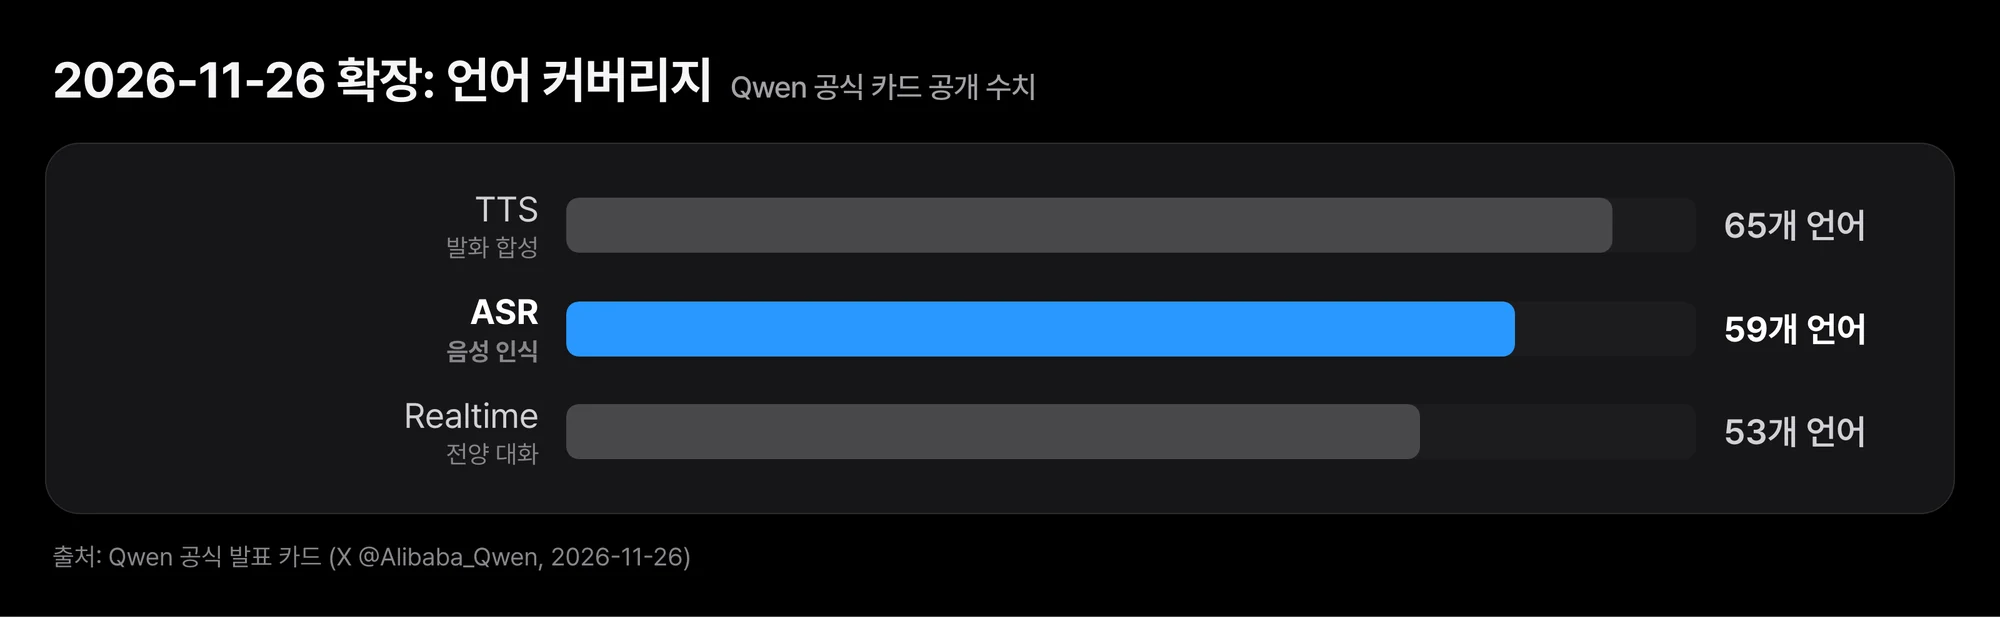 2026-11-26 확장: 언어 커버리지 Qwen 공식 카드 공개 수치
TTS
발화 합성
65개 언어
ASR
음성 인식
59개 언어
Realtime
전양 대화
53개 언어
출처: Qwen 공식 발표 카드 (X @Alibaba_Qwen, 2026-11-26)